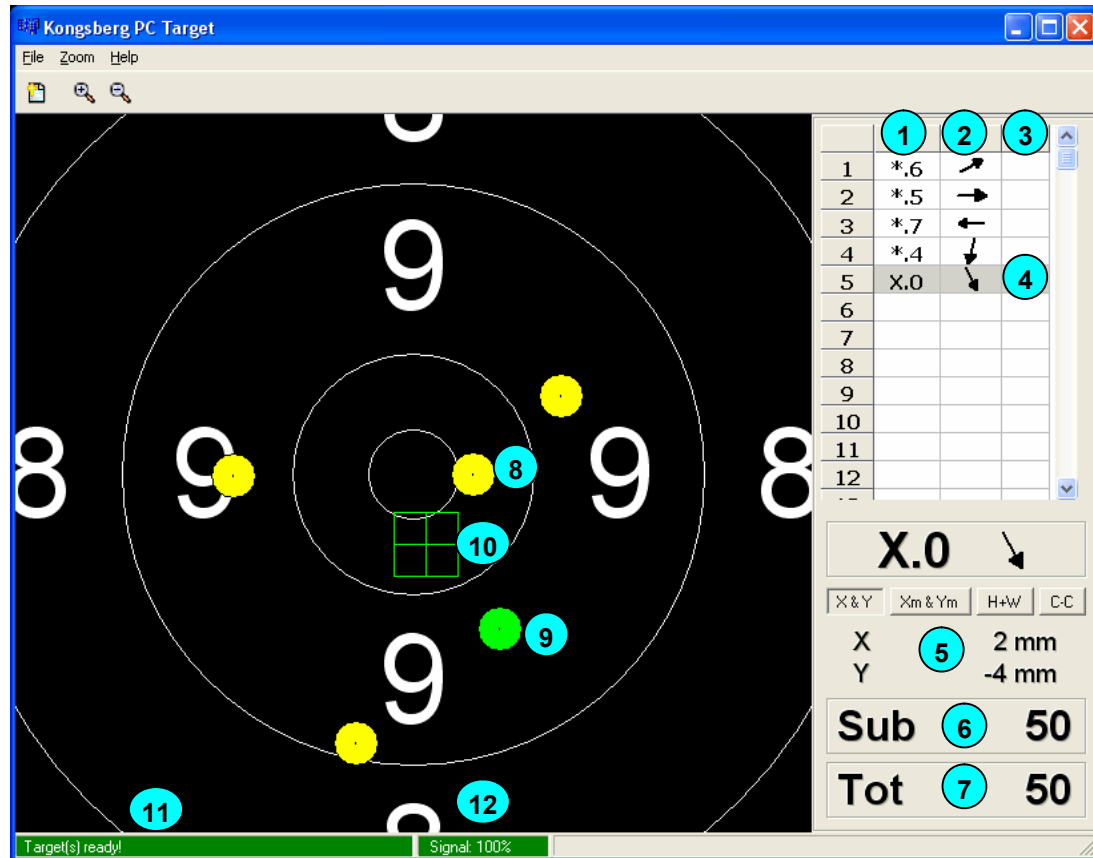 Kongsberg PC Target
File Zoom Help
8
9
8 9 9 8
9
8
8
10
9
11
12
1 2 3
1 *.6
2 *.5
3 *.7
4 *.4
5 X.0 4
6
7
8
9
10
11
12
X.0
X & Y Xm & Ym H+W C-C
X 2 mm
5
Y -4 mm
Sub 6 50
Tot 7 50
Target(s) ready! Signal: 100%